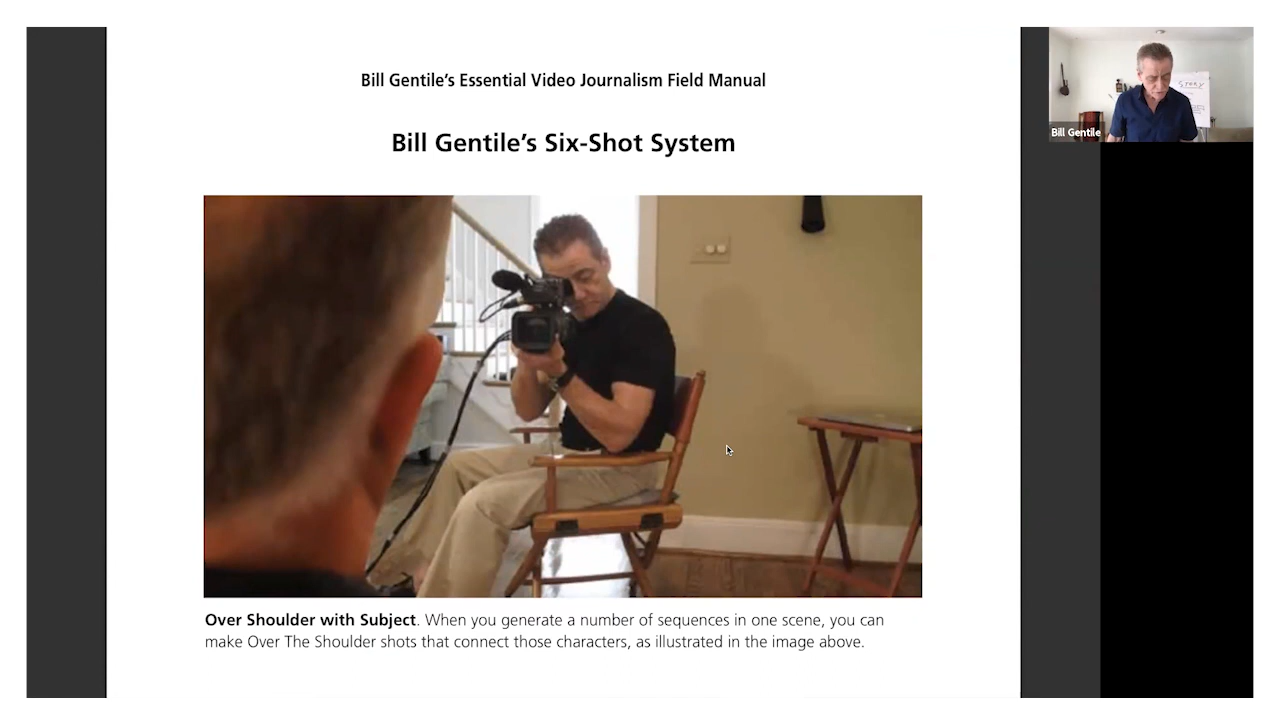 Bill Gentile’s Essential Video Journalism Field Manual
Bill Gentile’s Six-Shot System
Over Shoulder with Subject. When you generate a number of sequences in one scene, you can
make Over The Shoulder shots that connect those characters, as illustrated in the image above.
STORY
Bill Gentile